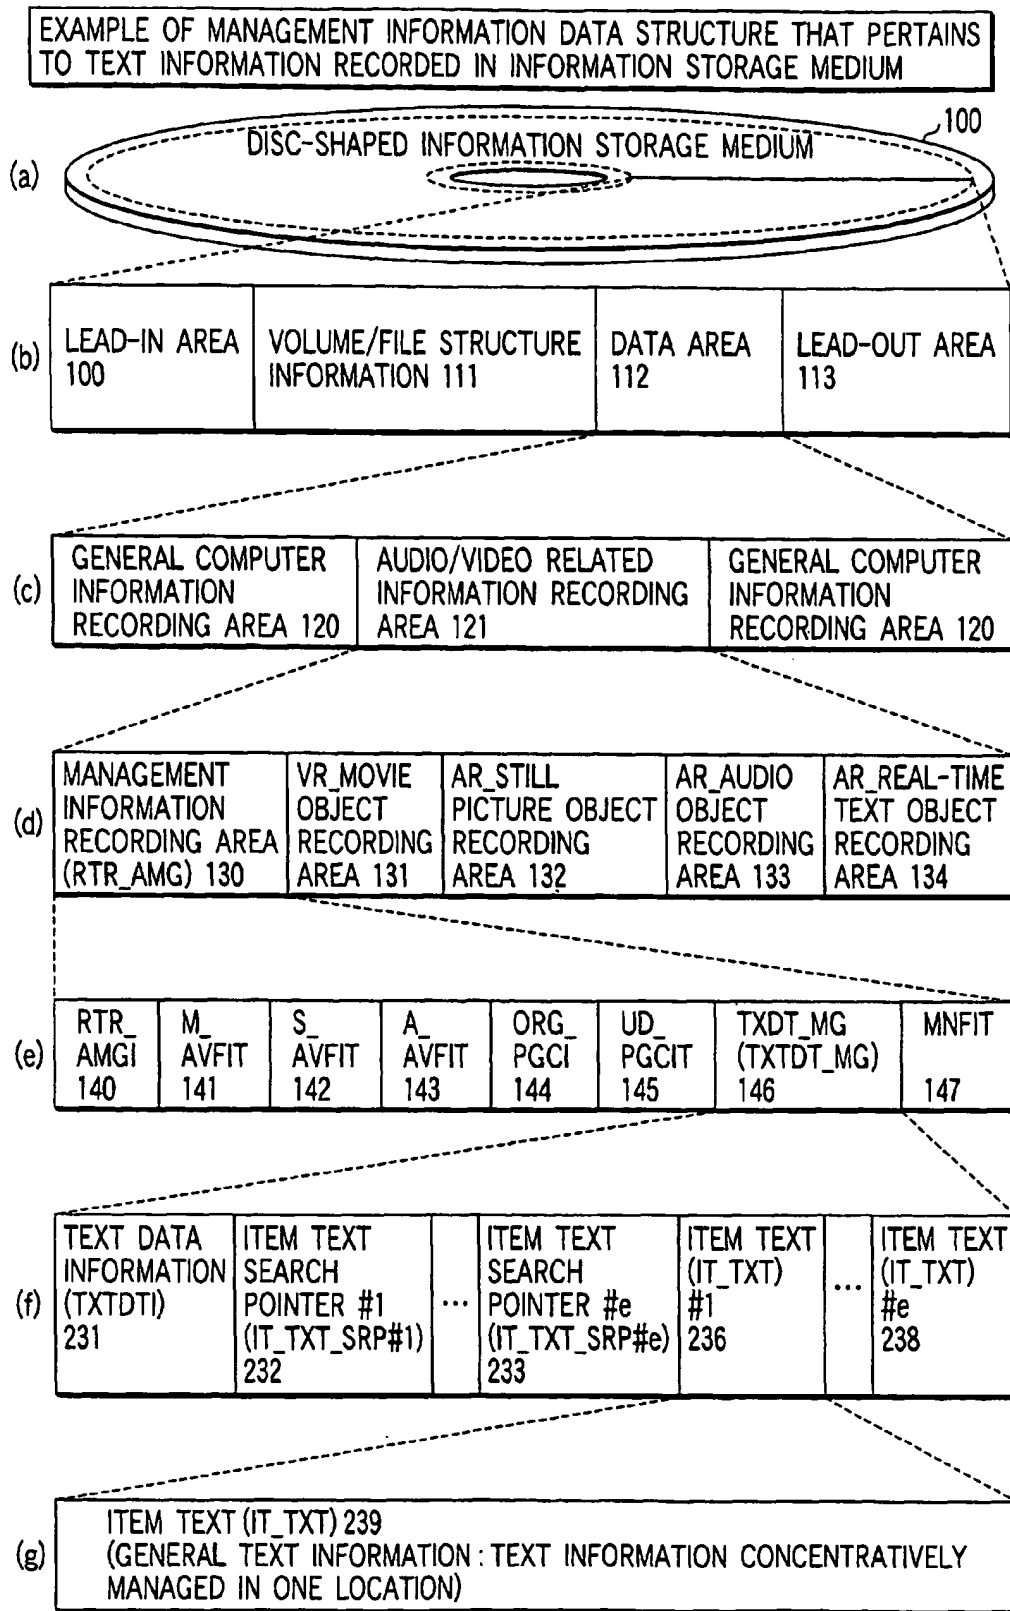 EXAMPLE OF MANAGEMENT INFORMATION DATA STRUCTURE THAT PERTAINS
TO TEXT INFORMATION RECORDED IN INFORMATION STORAGE MEDIUM
100
DISC-SHAPED INFORMATION STORAGE MEDIUM
(a)
(b)
LEAD-IN AREA
100
VOLUME/FILE STRUCTURE
INFORMATION 111
DATA AREA
112
LEAD-OUT AREA
113
(c)
GENERAL COMPUTER
INFORMATION
RECORDING AREA 120
AUDIO/VIDEO RELATED
INFORMATION RECORDING
AREA 121
GENERAL COMPUTER
INFORMATION
RECORDING AREA 120
(d)
MANAGEMENT
INFORMATION
RECORDING AREA
(RTR_AMG) 130
VR_MOVIE
OBJECT
RECORDING
AREA 131
AR_STILL
PICTURE OBJECT
RECORDING
AREA 132
AR_AUDIO
OBJECT
RECORDING
AREA 133
AR_REAL-TIME
TEXT OBJECT
RECORDING
AREA 134
(e)
RTR_
AMGI
140
M_
AVFIT
141
S_
AVFIT
142
A_
AVFIT
143
ORG_
PGCI
144
UD_
PGCIT
145
TXDT_MG
(TXTDT_MG)
146
MNFIT
147
(f)
TEXT DATA
INFORMATION
(TXTDTI)
231
ITEM TEXT
SEARCH
POINTER #1
(IT_TXT_SRP#1)
232
...
ITEM TEXT
SEARCH
POINTER #e
(IT_TXT_SRP#e)
233
ITEM TEXT
(IT_TXT)
#1
236
...
ITEM TEXT
(IT_TXT)
#e
238
(g)
ITEM TEXT (IT_TXT) 239
(GENERAL TEXT INFORMATION : TEXT INFORMATION CONCENTRATIVELY
MANAGED IN ONE LOCATION)